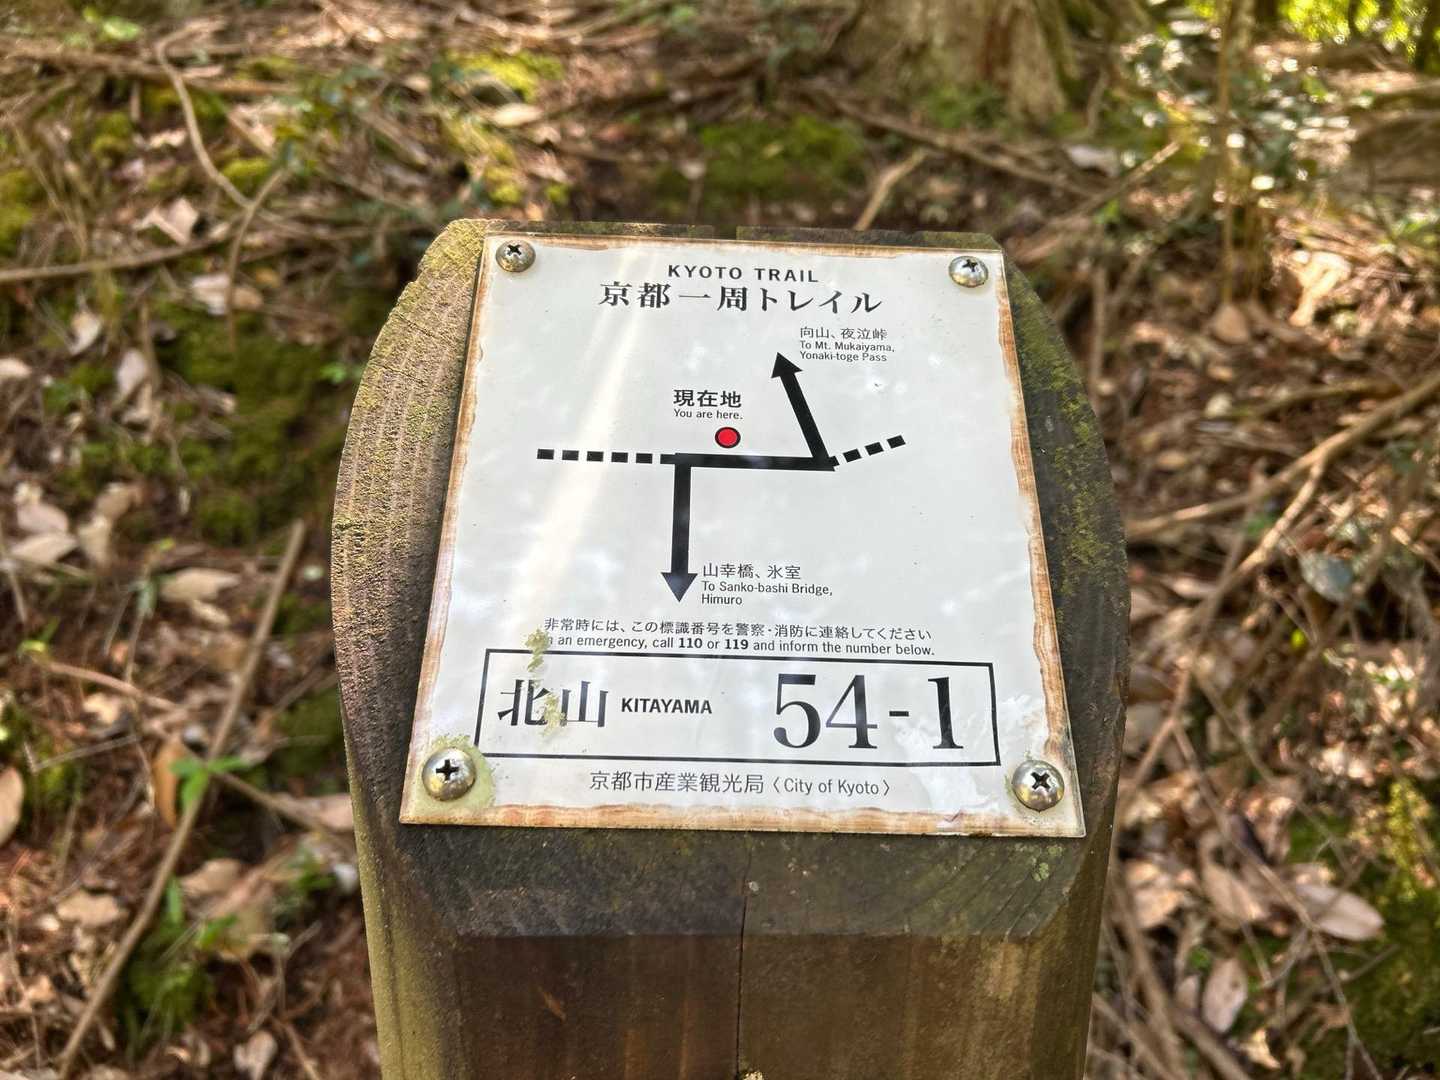 KYOTO TRAIL
京都一周トレイル
向山、夜泣峠
To Mt. Mukaiyama,
Yonaki-toge Pass
現在地
You are here.
山幸橋、氷室
To Sanko-bashi Bridge,
Himuro
非常時には、この標識番号を警察・消防に連絡してください
an emergency, call 110 or 119 and inform the number below.
北山 KITAYAMA 54-1
京都市産業観光局〈City of Kyoto〉